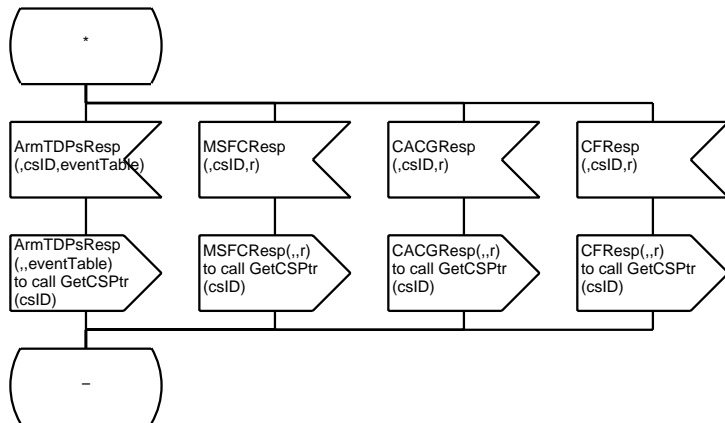 *
ArmTDPsResp
(,csID,eventTable)
MSFCResp
(,csID,r)
CACGResp
(,csID,r)
CFResp
(,csID,r)
ArmTDPsResp
(,,eventTable)
to call GetCSPtr
(csID)
MSFCResp(,,r)
to call GetCSPtr
(csID)
CACGResp(,,r)
to call GetCSPtr
(csID)
CFResp(,,r)
to call GetCSPtr
(csID)
–